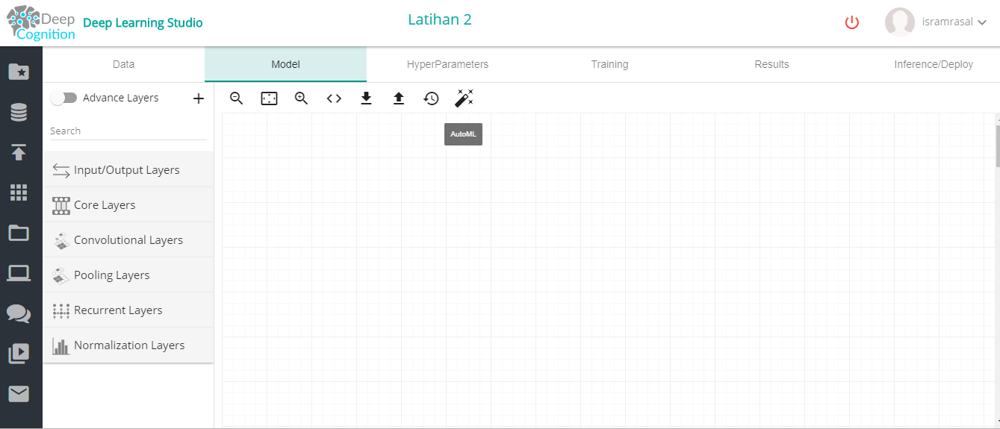 Deep
Cognition
Deep Learning Studio
Latihan 2
isramrasal
Data
Model
HyperParameters
Training
Results
Inference/Deploy
Advance Layers
Search
AutoML
Input/Output Layers
Core Layers
Convolutional Layers
Pooling Layers
Recurrent Layers
Normalization Layers